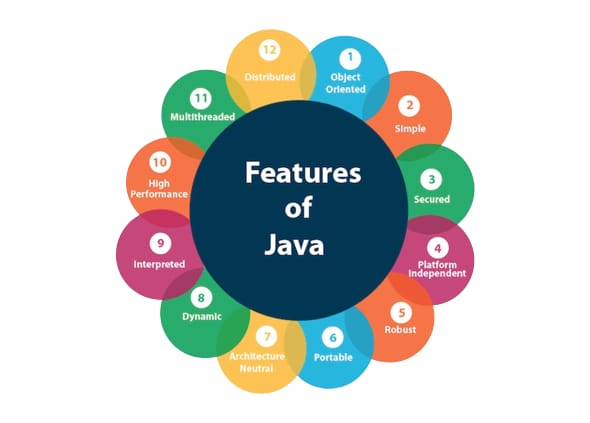 Features
of
Java
1
Object
Oriented
2
Simple
3
Secured
4
Platform
Independent
5
Robust
6
Portable
7
Architecture
Neutral
8
Dynamic
9
Interpreted
10
High
Performance
11
Multithreaded
12
Distributed